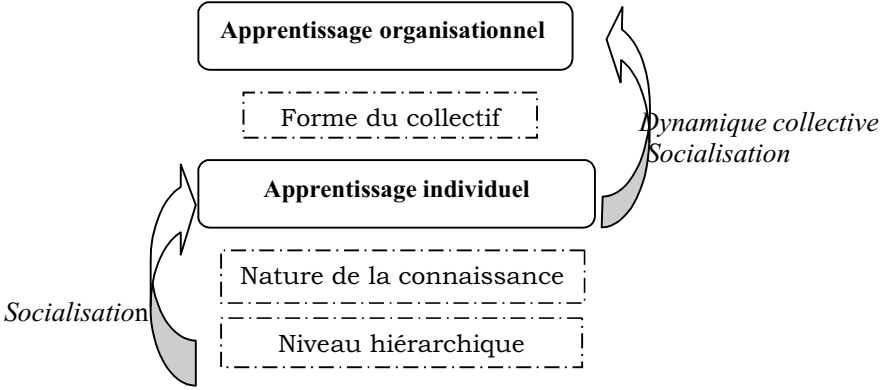 Apprentissage organisationnel
Forme du collectif
Dynamique collective
Socialisation
Apprentissage individuel
Nature de la connaissance
Socialisation
Niveau hiérarchique